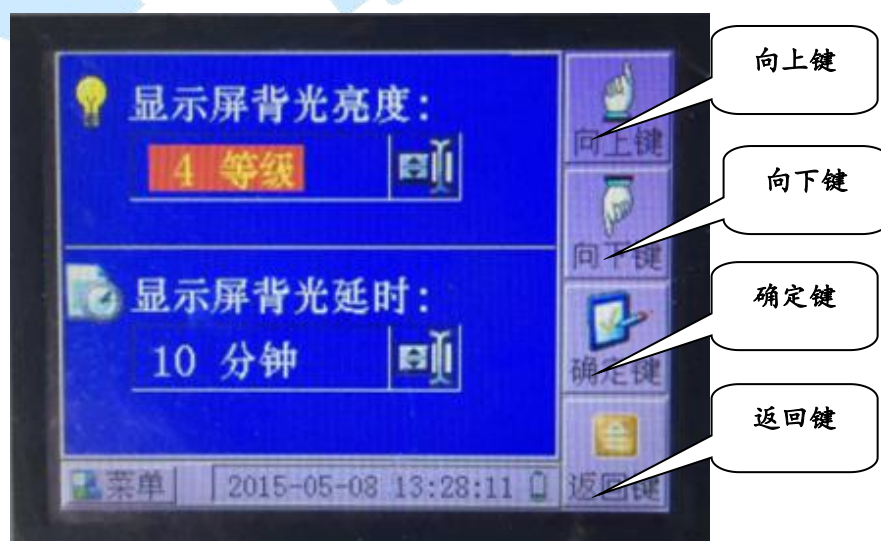 显示屏背光亮度：
4 等级
显示屏背光延时：
10 分钟
菜单
2015-05-08 13:28:11
向上键
向下键
确定键
返回键
向上键
向下键
确定键
返回键